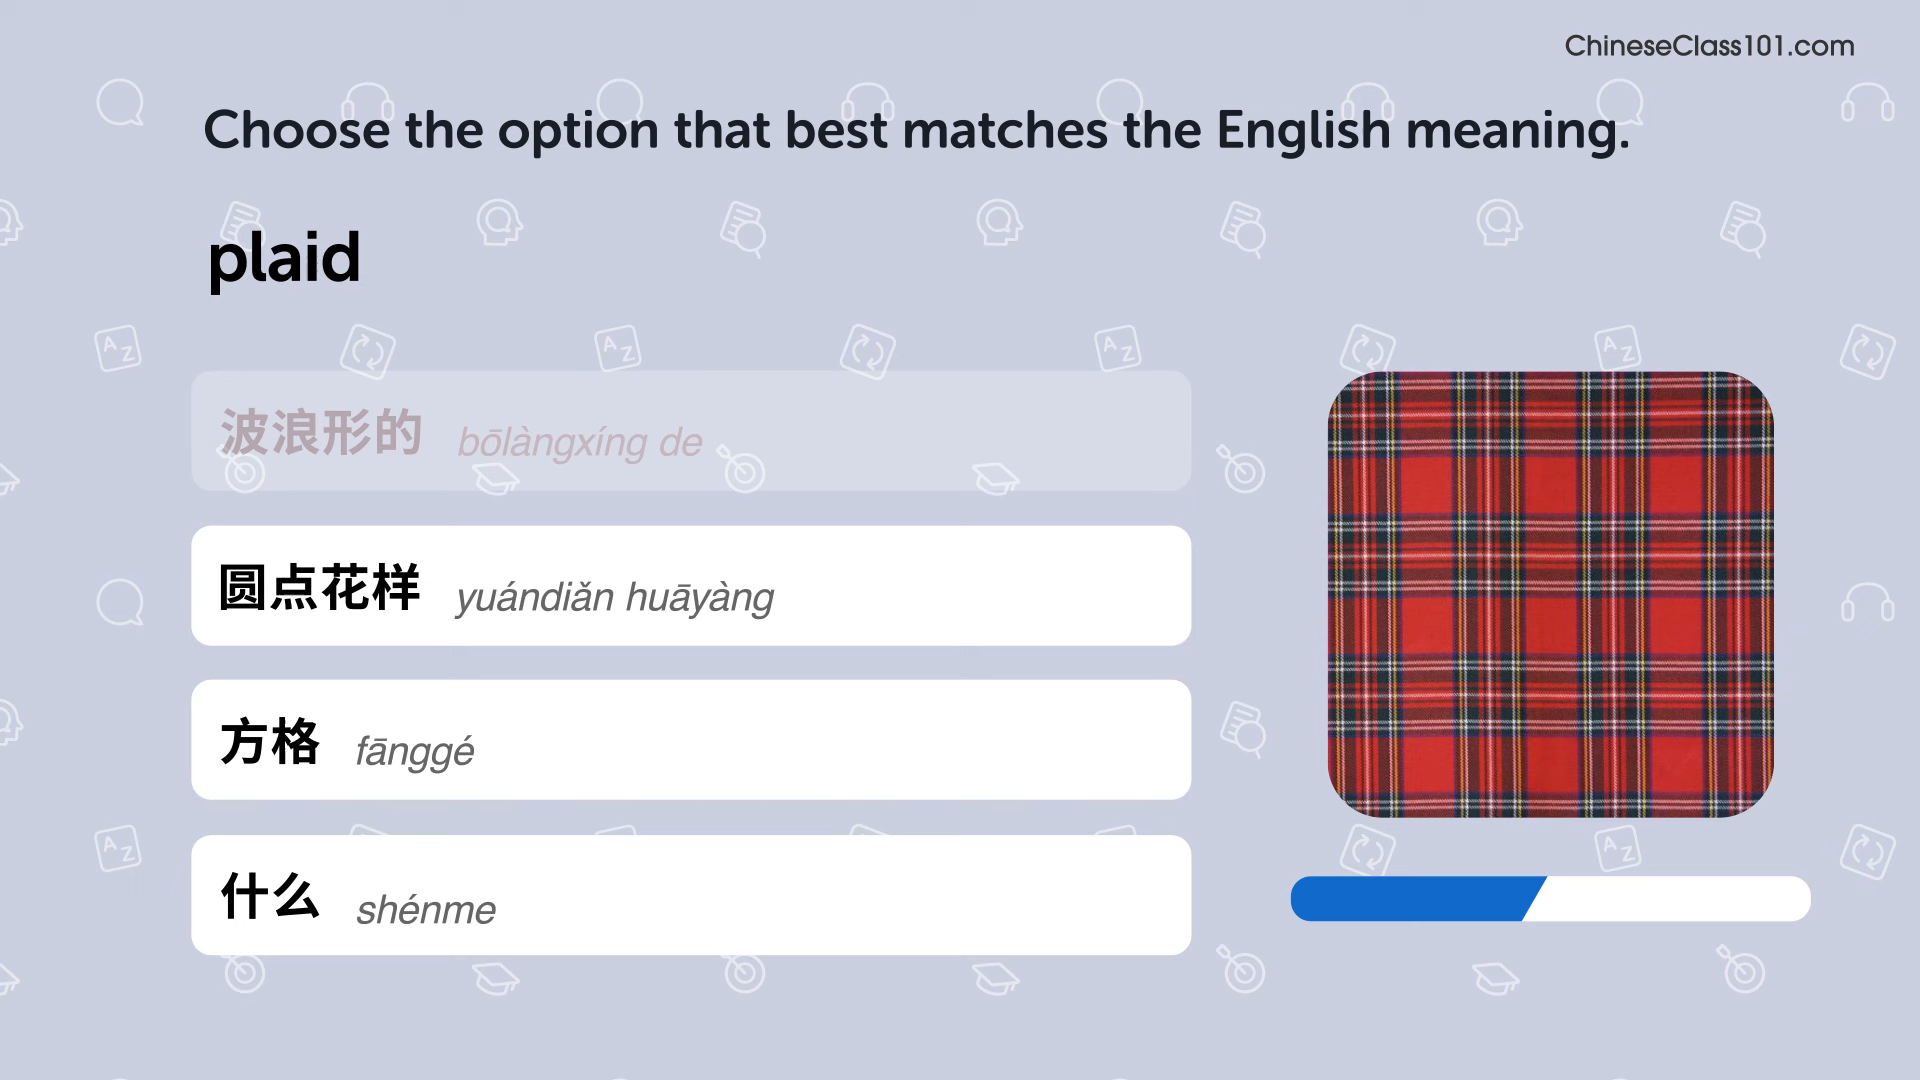 ChineseClass101.com
Choose the option that best matches the English meaning.
plaid
波浪形的 bōlàngxíng de
圆点花样 yuándiǎn huāyàng
方格 fānggé
什么 shénme